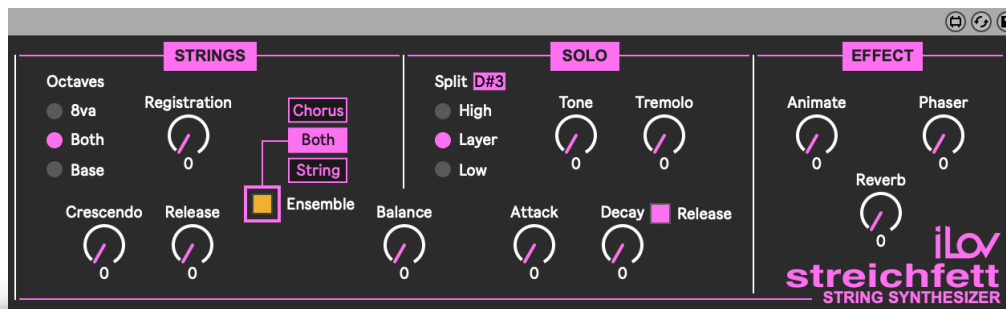 STRINGS
Octaves
8va
Both
Base
Registration
0
Chorus
Both
String
Ensemble
Crescendo
0
Release
0
Balance
0
SOLO
Split D#3
High
Layer
Low
Tone
0
Tremolo
0
Attack
0
Decay
0
Release
EFFECT
Animate
0
Phaser
0
Reverb
0
iLov
streichfett
STRING SYNTHESIZER